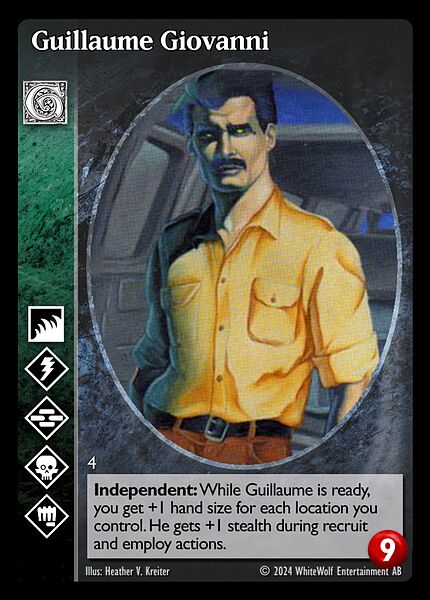 Guillaume Giovanni
4
Independent: While Guillaume is ready,
you get +1 hand size for each location you
control. He gets +1 stealth during recruit
and employ actions.
9
Illus: Heather V. Kreiter
© 2024 WhiteWolf Entertainment AB